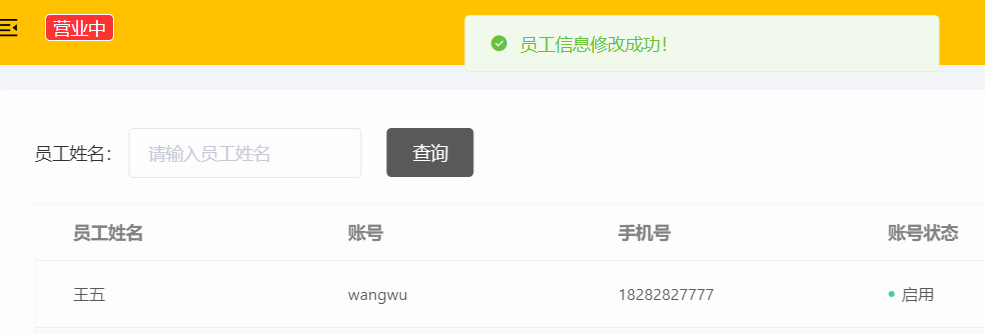 营业中
员工信息修改成功！
员工姓名： 请输入员工姓名 查询
员工姓名 账号 手机号 账号状态
王五 wangwu 18282827777 启用